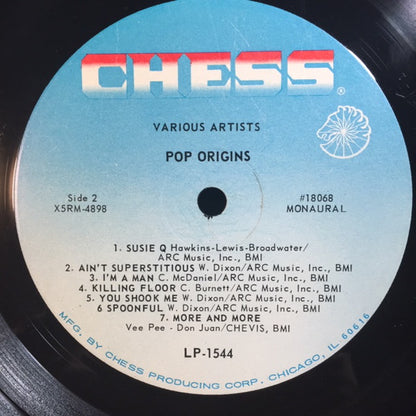 CHESS®
VARIOUS ARTISTS
POP ORIGINS
Side 2
X5RM-4898
#18068
MONAURAL
1. SUSIE Q Hawkins-Lewis-Broadwater/
ARC Music, Inc., BMI
2. AIN'T SUPERSTITIOUS W. Dixon/ARC Music, Inc., BMI
3. I'M A MAN C. McDaniel/ARC Music, Inc., BMI
4. KILLING FLOOR C. Burnett/ARC Music, Inc., BMI
5. YOU SHOOK ME W. Dixon/ARC Music, Inc., BMI
6 SPOONFUL W. Dixon/ARC Music, Inc., BMI
7. MORE AND MORE
Vee Pee - Don Juan/CHEVIS, BMI
LP-1544
MFG. BY CHESS PRODUCING CORP. CHICAGO, IL 60616